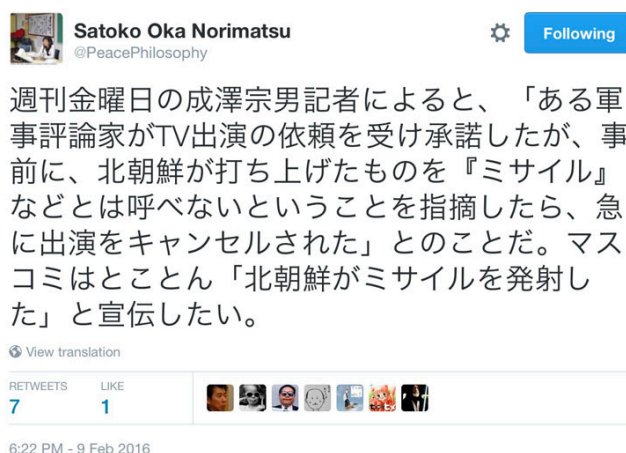 Satoko Oka Norimatsu
@PeacePhilosophy
Following
週刊金曜日の成澤宗男記者によると、「ある軍
事評論家がTV出演の依頼を受け承諾したが、事
前に、北朝鮮が打ち上げたものを『ミサイル』
などとは呼べないということを指摘したら、急
に出演をキャンセルされた」とのことだ。マス
コミはとことん「北朝鮮がミサイルを発射し
た」と宣伝したい。
View translation
RETWEETS LIKE
7 1
6:22 PM - 9 Feb 2016